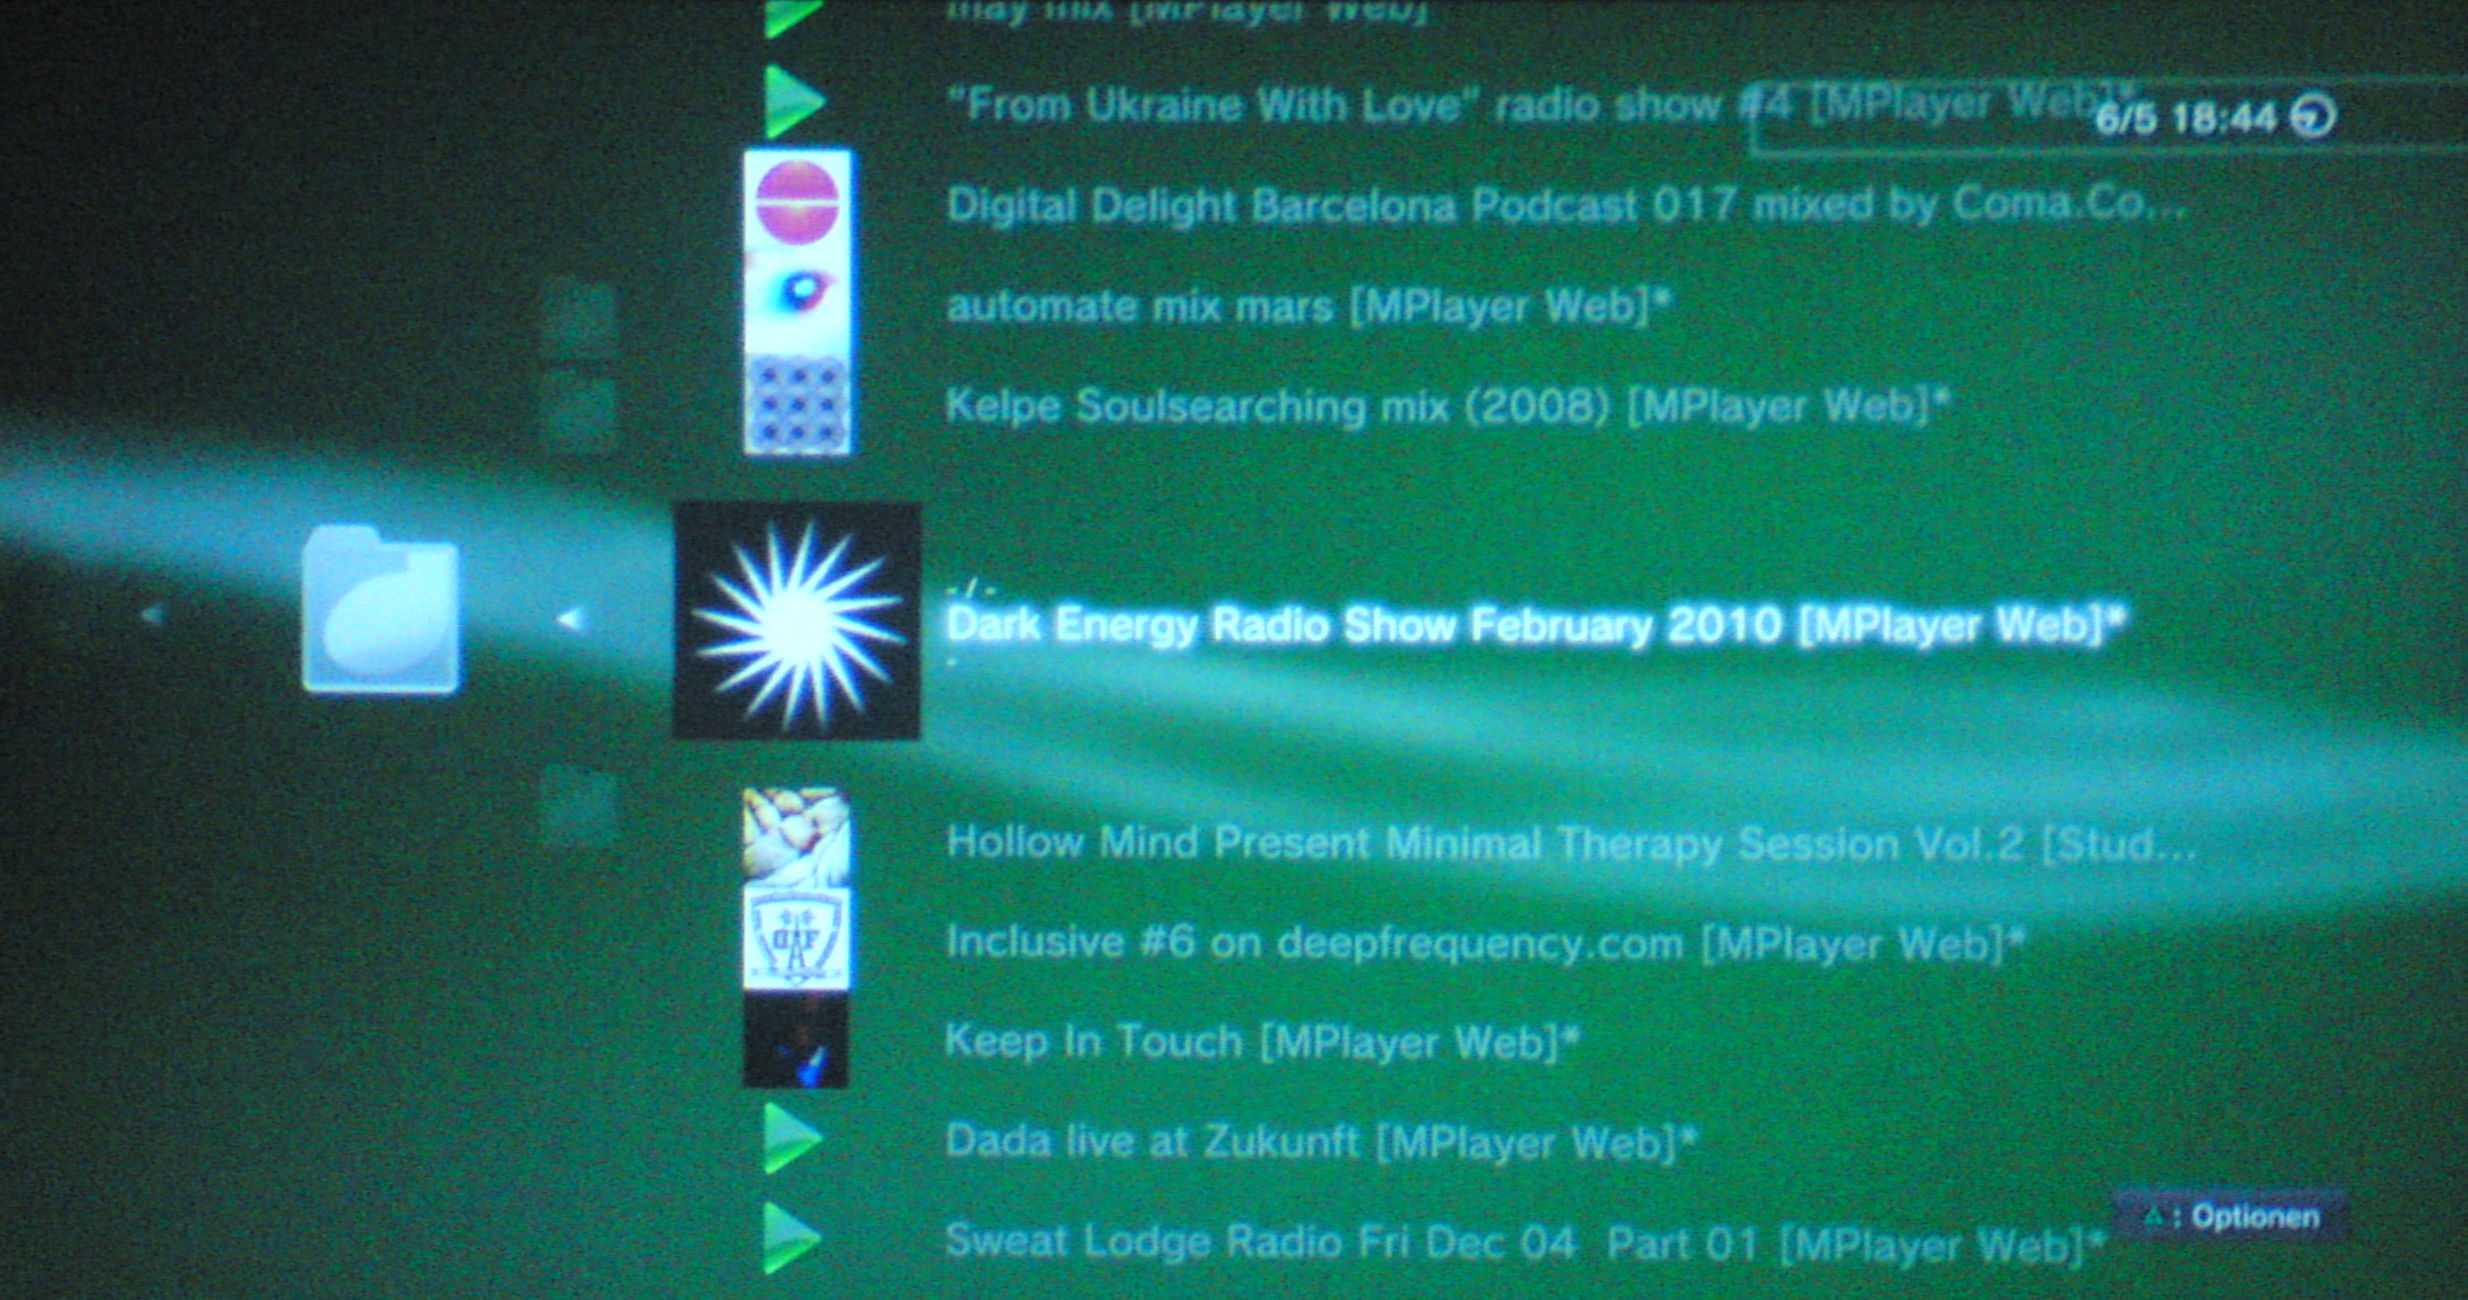 may mix [MPlayer Web]
"From Ukraine With Love" radio show #4 [MPlayer Web]*
6/5 18:44
Digital Delight Barcelona Podcast 017 mixed by Coma.Co...
automate mix mars [MPlayer Web]*
Kelpe Soulsearching mix (2008) [MPlayer Web]*
-/-
Dark Energy Radio Show February 2010 [MPlayer Web]*
-
Hollow Mind Present Minimal Therapy Session Vol.2 [Stud...
Inclusive #6 on deepfrequency.com [MPlayer Web]*
Keep In Touch [MPlayer Web]*
Dada live at Zukunft [MPlayer Web]*
Sweat Lodge Radio Fri Dec 04 Part 01 [MPlayer Web]*
△ : Optionen